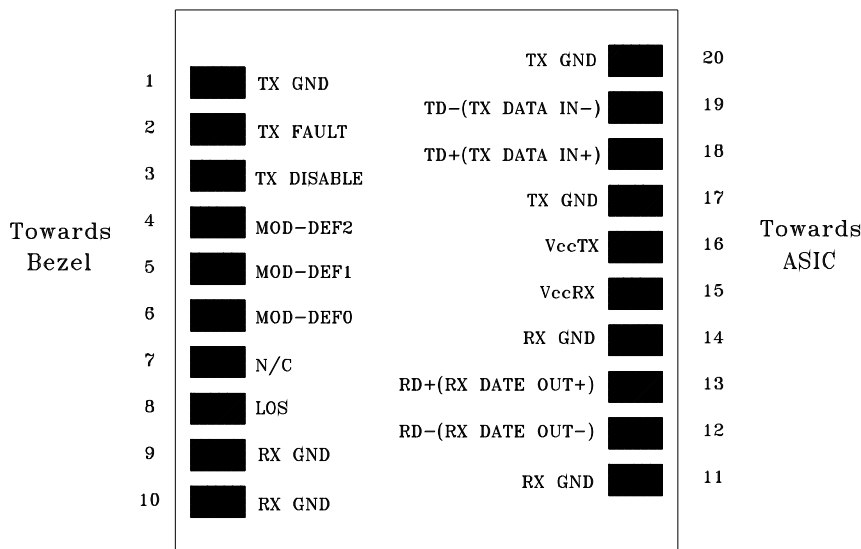 1 TX GND
2 TX FAULT
3 TX DISABLE
4 MOD-DEF2
5 MOD-DEF1
6 MOD-DEF0
7 N/C
8 LOS
9 RX GND
10 RX GND
Towards
Bezel
TX GND 20
TD-(TX DATA IN-) 19
TD+(TX DATA IN+) 18
TX GND 17
VccTX 16
VccRX 15
RX GND 14
RD+(RX DATE OUT+) 13
RD-(RX DATE OUT-) 12
RX GND 11
Towards
ASIC